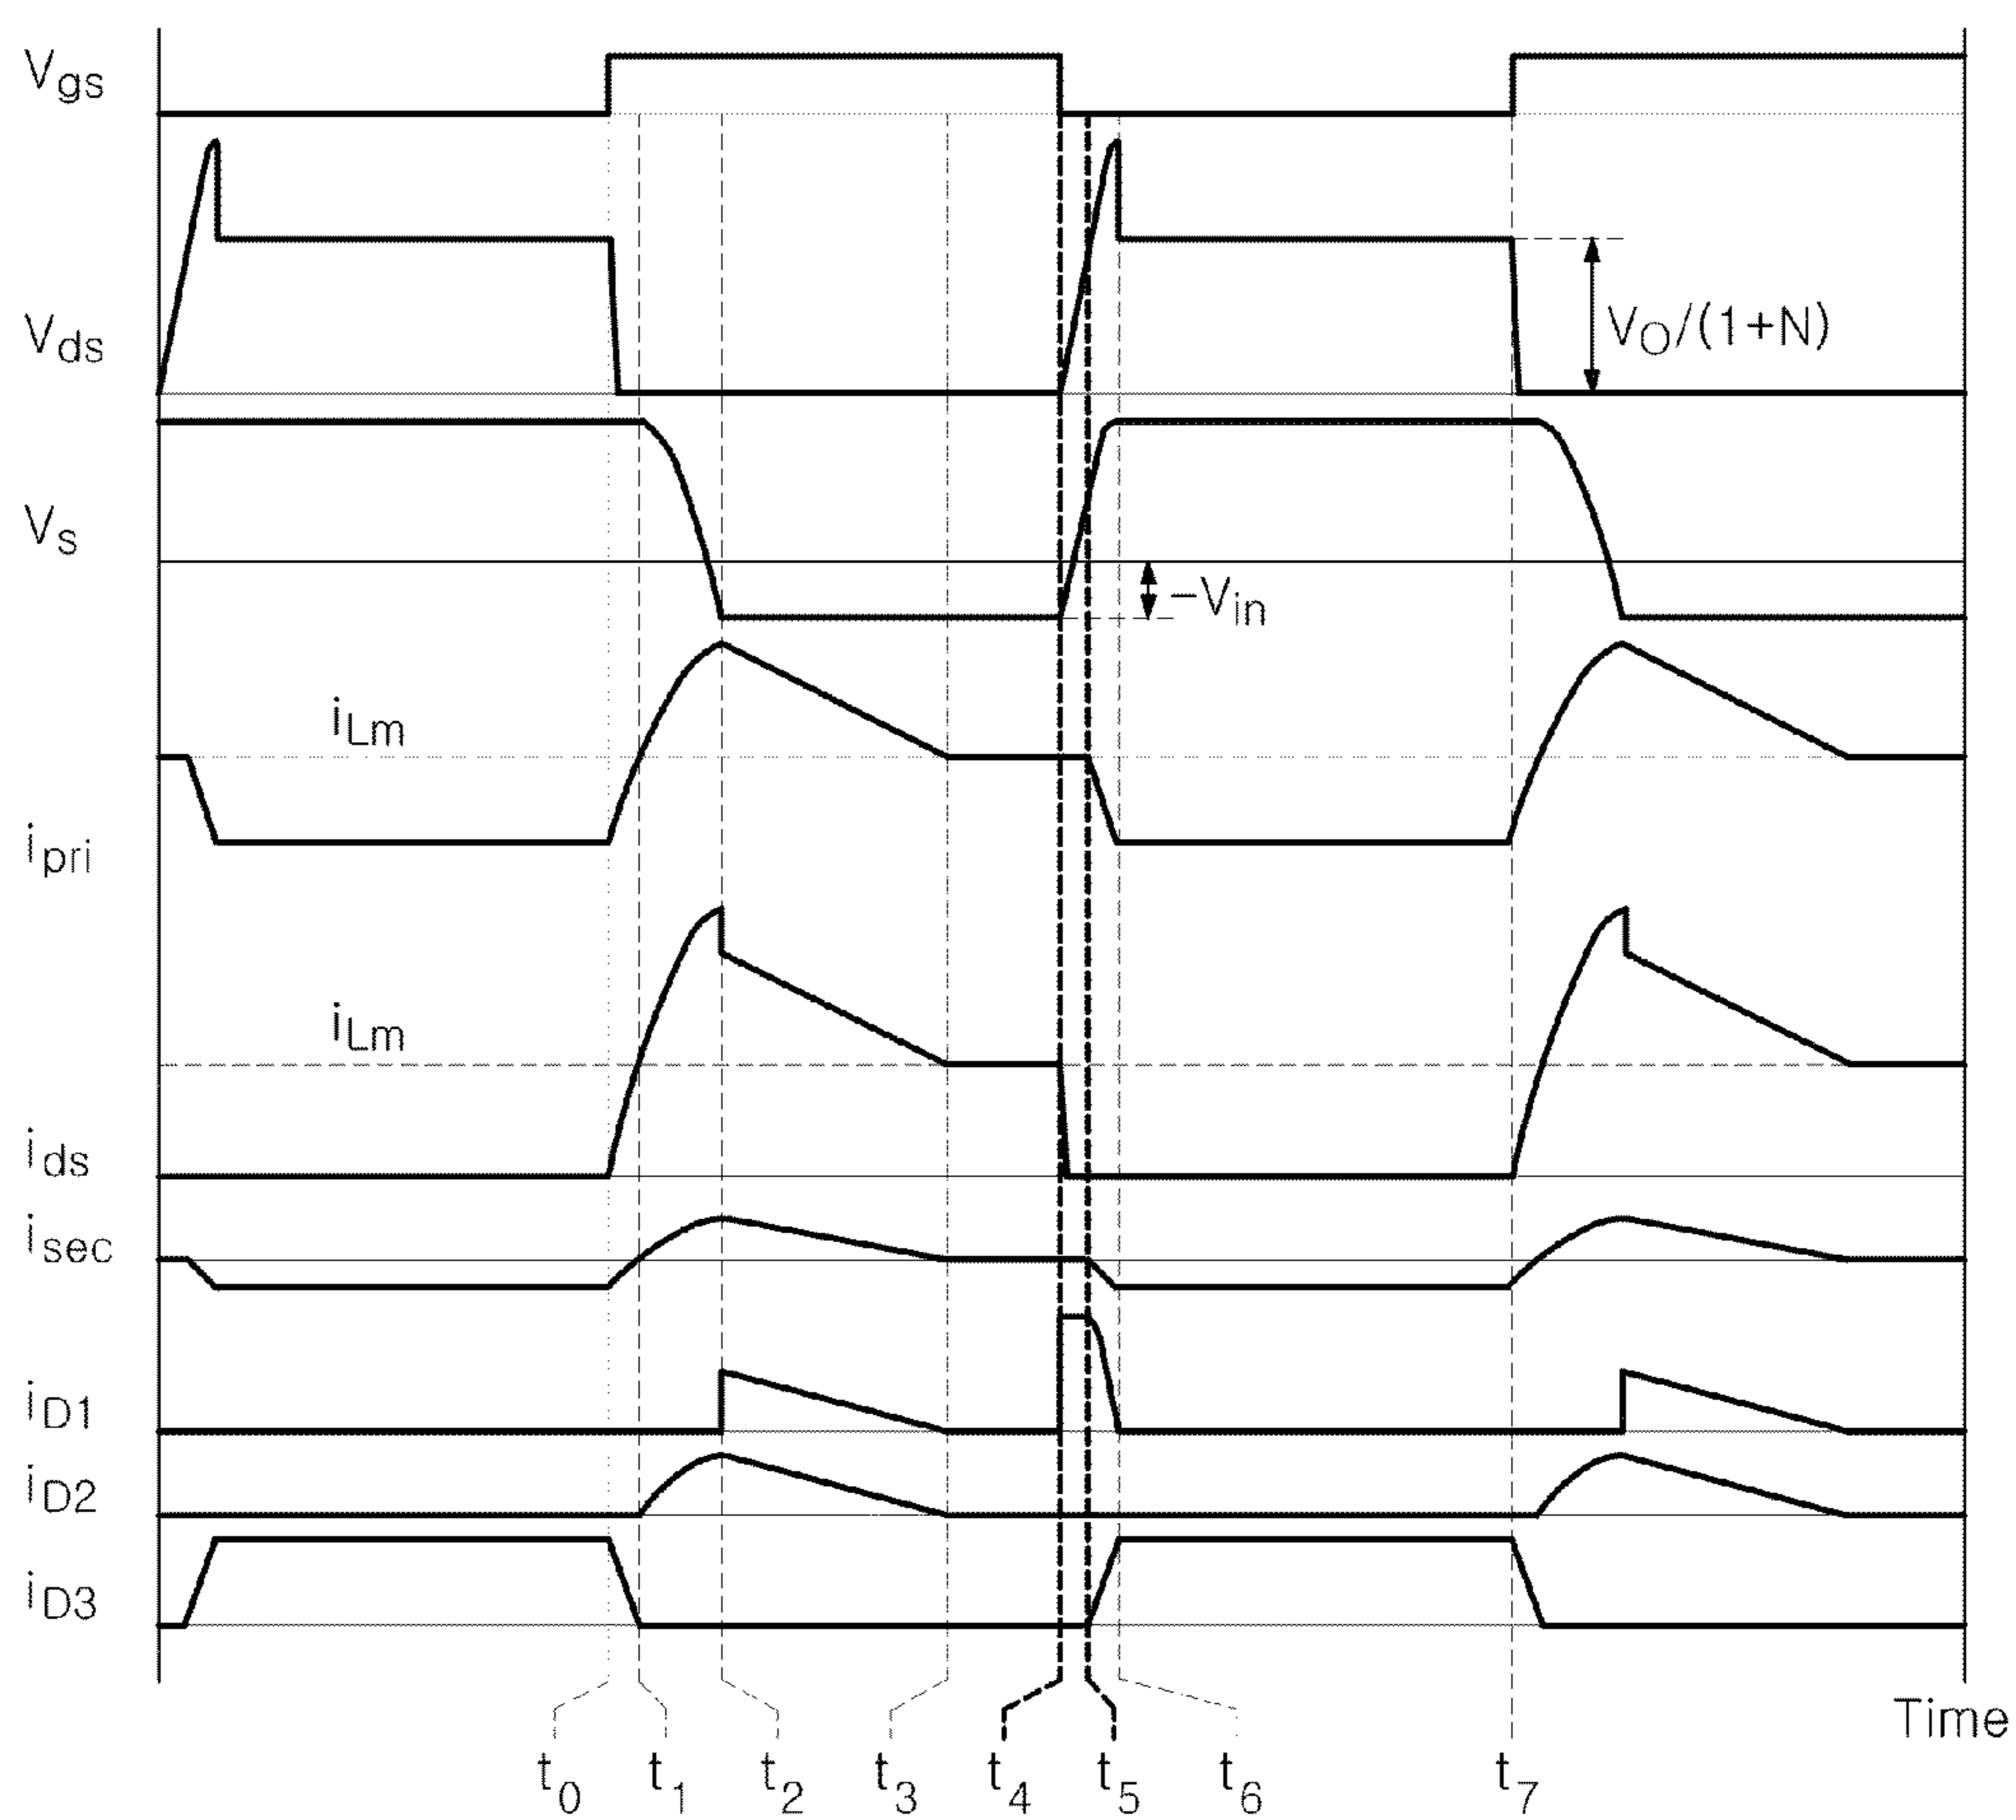 Vgs
Vds
VO/(1+N)
Vs
-Vin
iLm
ipri
iLm
ids
isec
iD1
iD2
iD3
Time
t0 t1 t2 t3 t4 t5 t6 t7